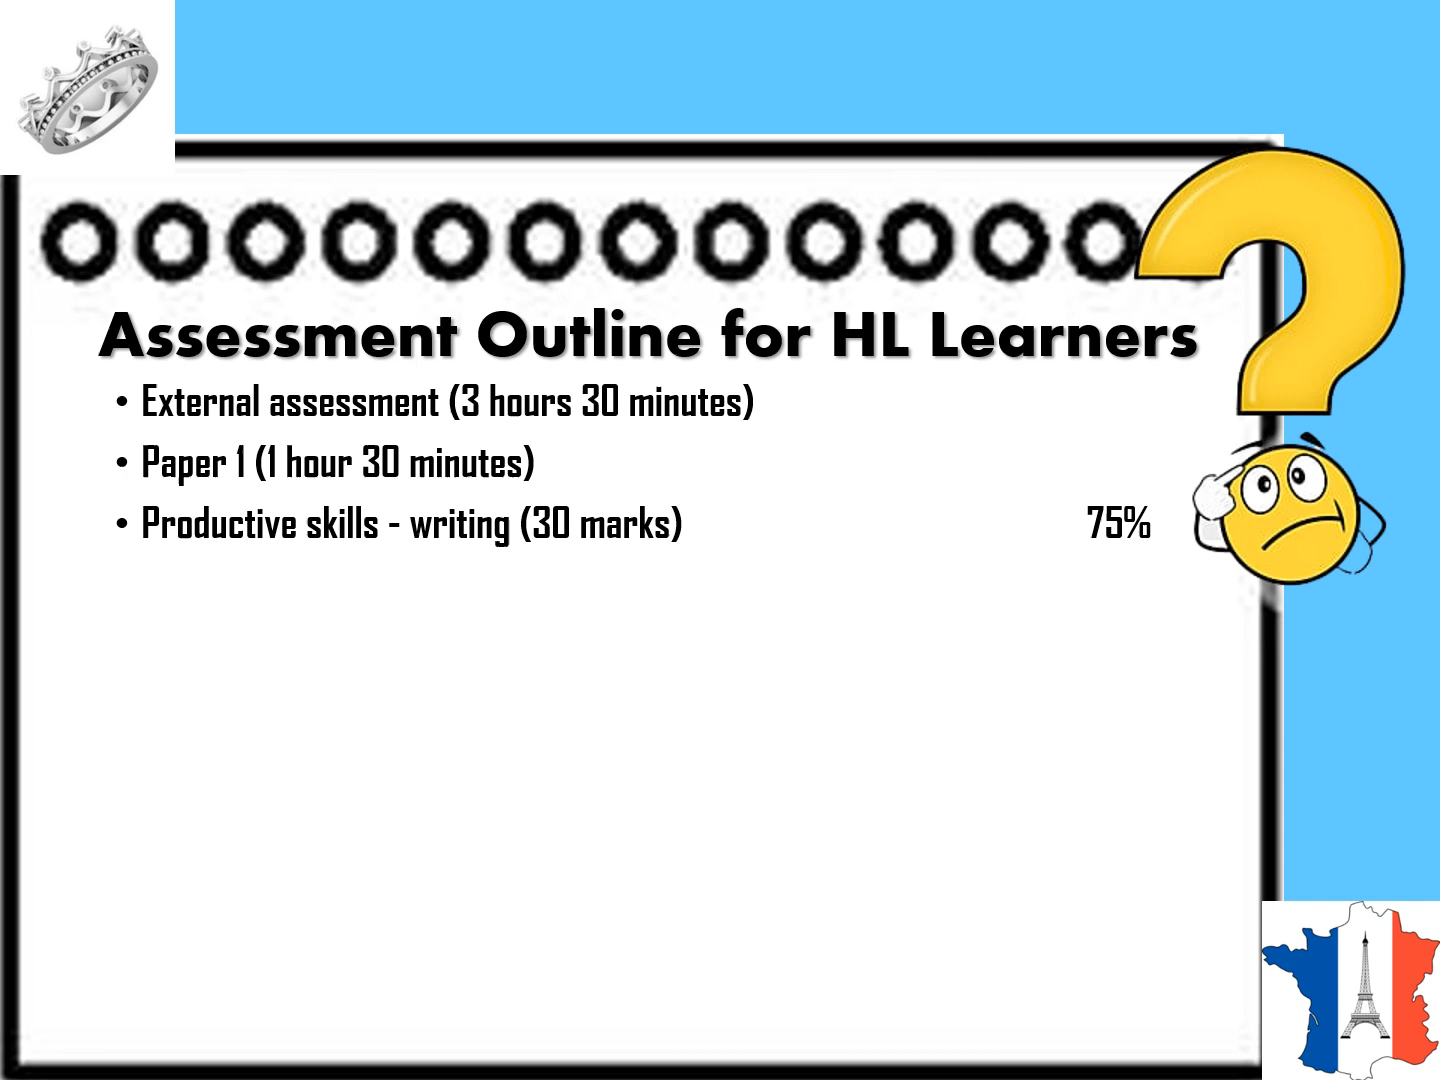 Assessment Outline for HL Learners
• External assessment (3 hours 30 minutes)
• Paper 1 (1 hour 30 minutes)
• Productive skills - writing (30 marks) 75%